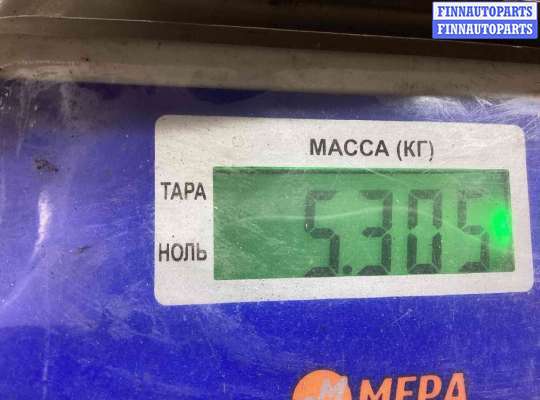 FINNAUTOPARTS
FINNAUTOPARTS
МАССА (КГ)
ТАРА
5.305
НОЛЬ
М МЕРА